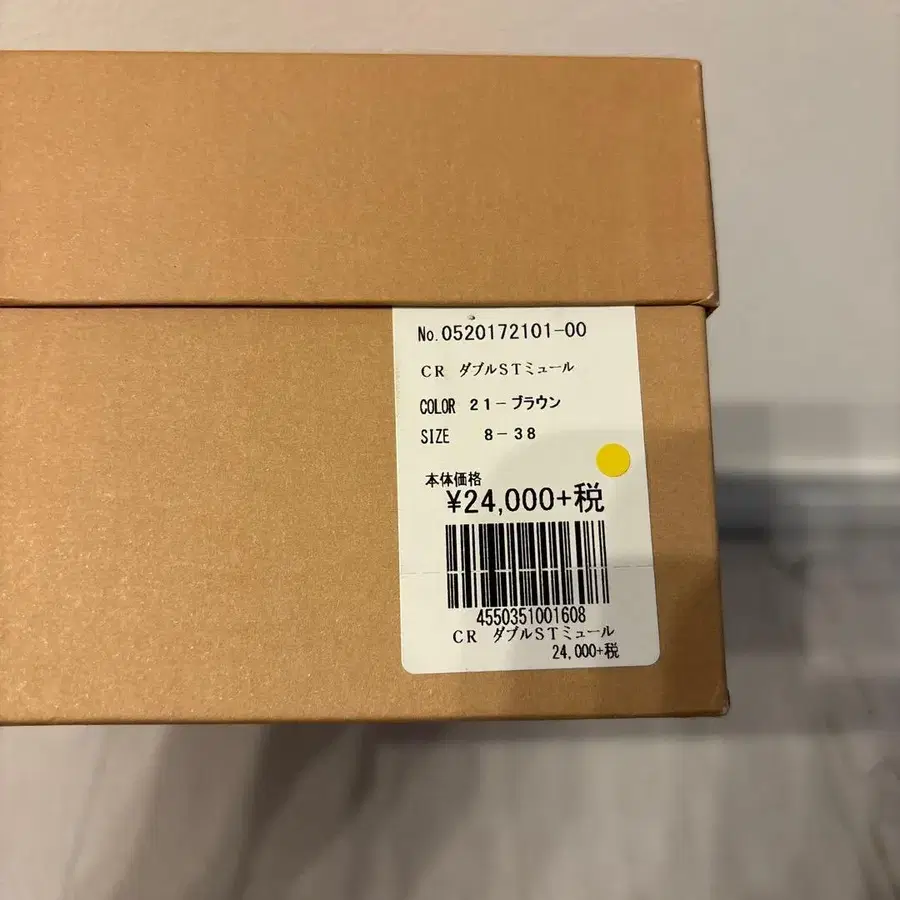 No. 0520172101-00
ＣＲ　ダブルＳＴミュール
COLOR ２１－ブラウン
SIZE ８－３８
本体価格
¥24,000+税
4550351001608
ＣＲ　ダブルＳＴミュール
24,000+税